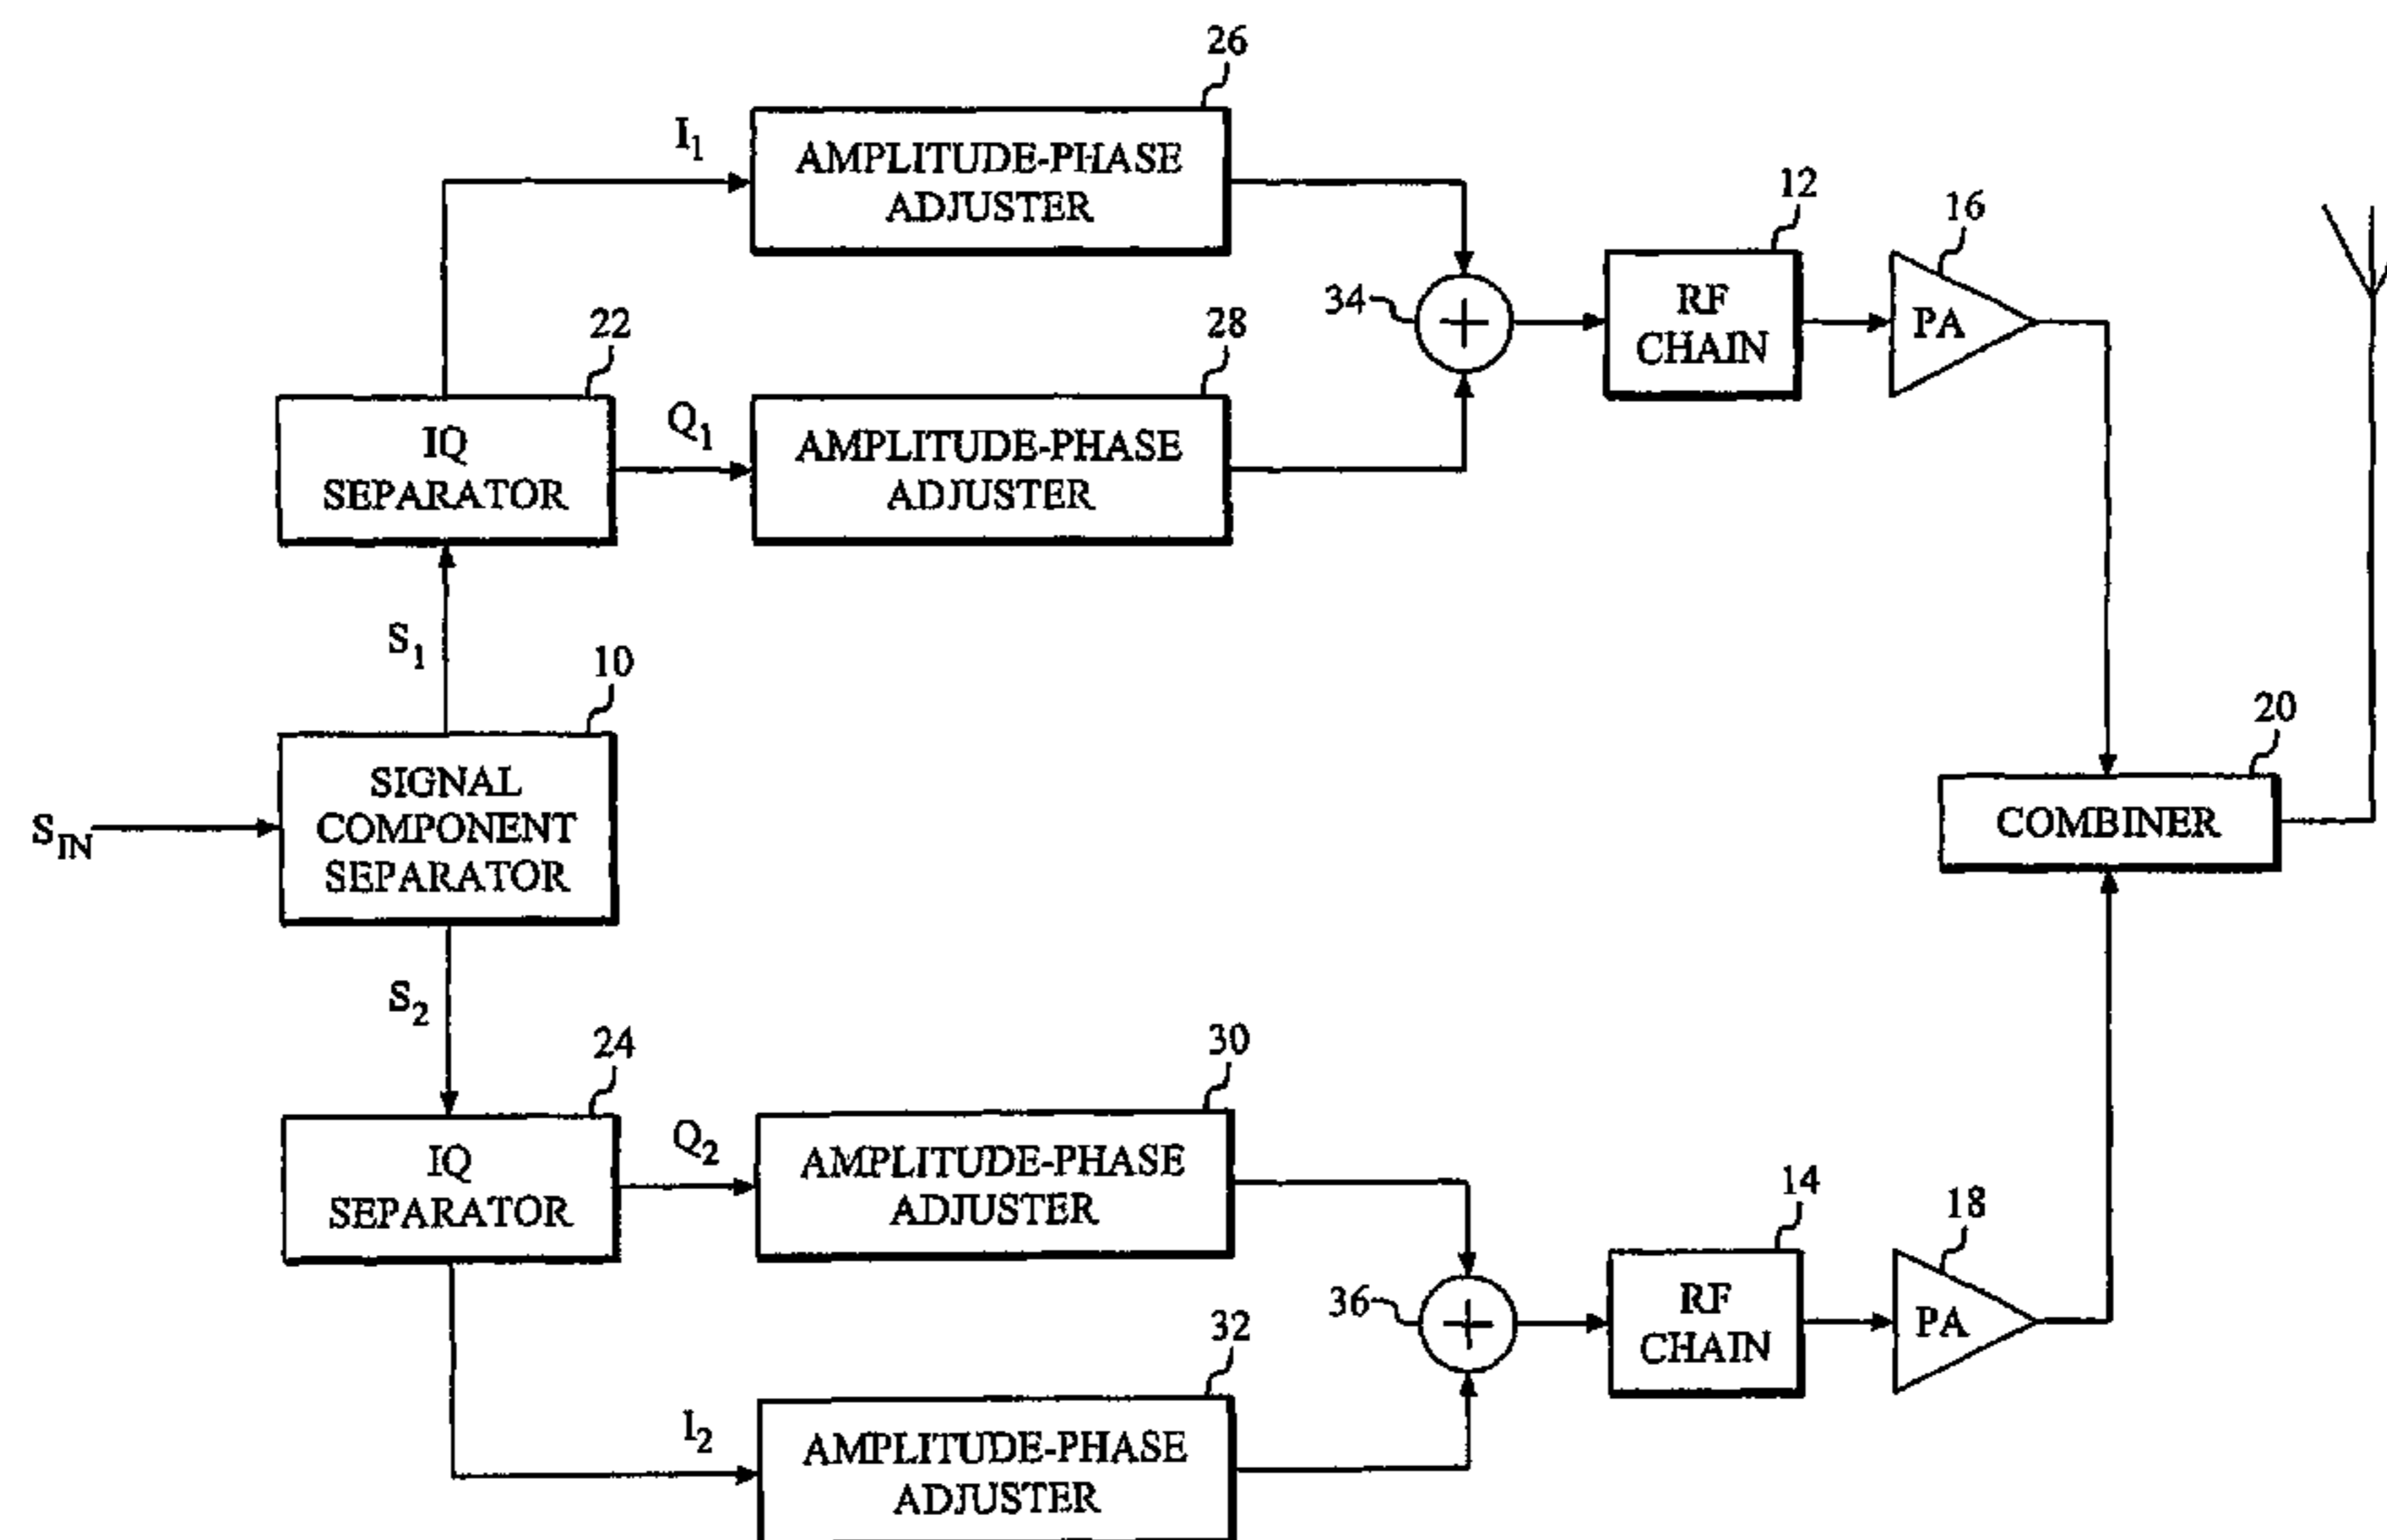 26
I1
AMPLITUDE-PHASE
ADJUSTER
12
16
34
+
RF
CHAIN
PA
22
28
Q1
IQ
SEPARATOR
AMPLITUDE-PHASE
ADJUSTER
S1
10
20
SIN
SIGNAL
COMPONENT
SEPARATOR
COMBINER
S2
24
30
Q2
IQ
SEPARATOR
AMPLITUDE-PHASE
ADJUSTER
14
18
36
+
RF
CHAIN
PA
32
I2
AMPLITUDE-PHASE
ADJUSTER